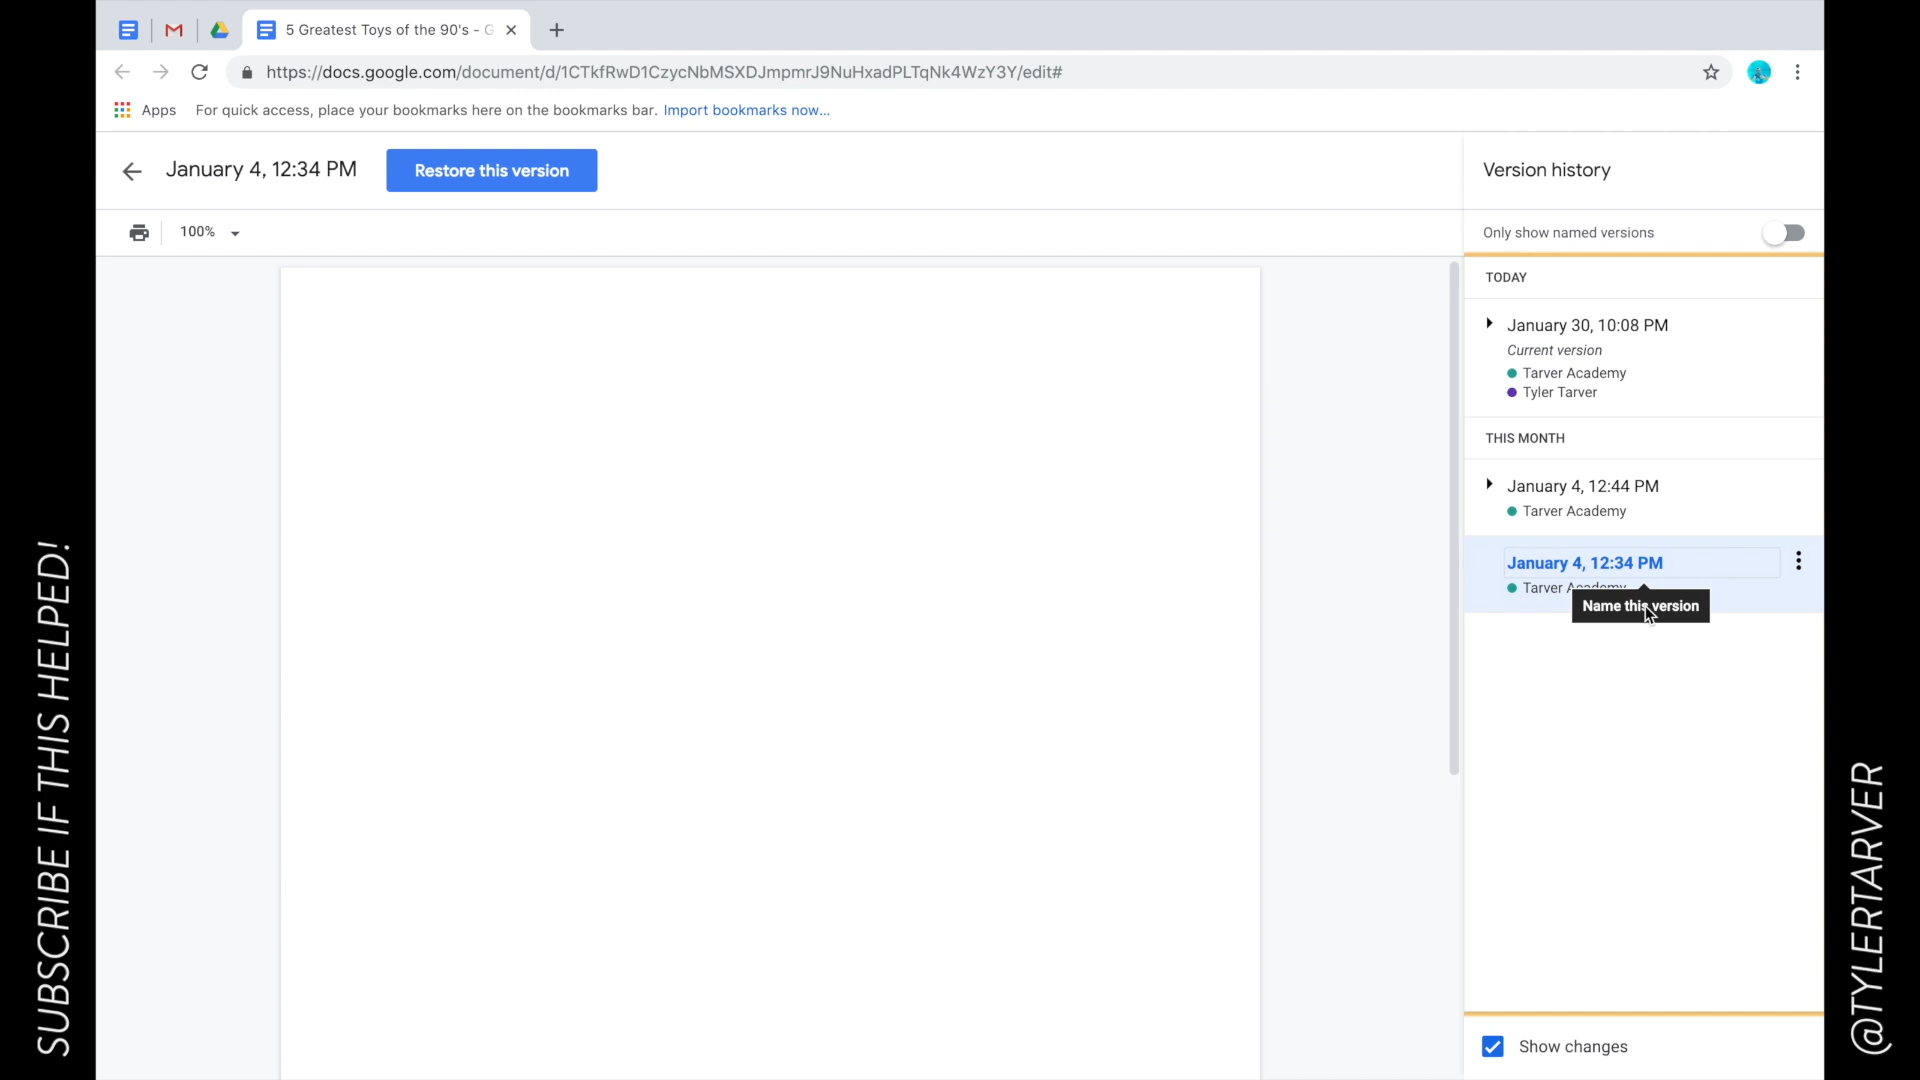 5 Greatest Toys of the 90's - G
https://docs.google.com/document/d/1CTkfRwD1CzycNbMSXDJmpmrJ9NuHxadPLTqNk4WzY3Y/edit#
Apps For quick access, place your bookmarks here on the bookmarks bar. Import bookmarks now...
January 4, 12:34 PM
Restore this version
100%
Version history
Only show named versions
TODAY
January 30, 10:08 PM
Current version
Tarver Academy
Tyler Tarver
THIS MONTH
January 4, 12:44 PM
Tarver Academy
January 4, 12:34 PM
Tarver Academy
Name this version
Show changes
SUBSCRIBE IF THIS HELPED!
@TYLERTARVER